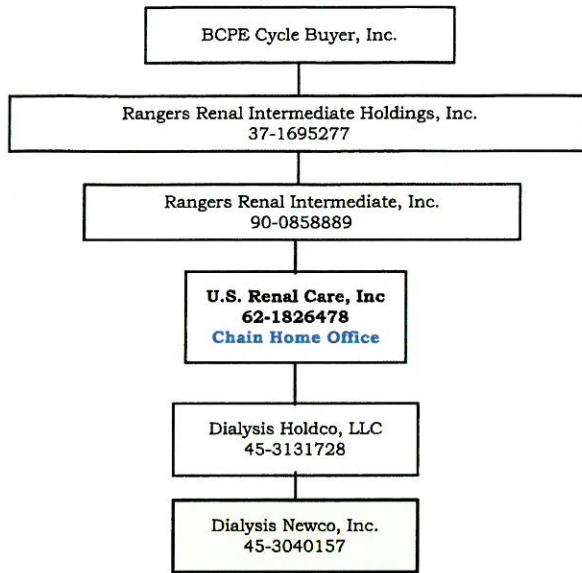 BCPE Cycle Buyer, Inc.
Rangers Renal Intermediate Holdings, Inc.
37-1695277
Rangers Renal Intermediate, Inc.
90-0858889
U.S. Renal Care, Inc
62-1826478
Chain Home Office
Dialysis Holdco, LLC
45-3131728
Dialysis Newco, Inc.
45-3040157